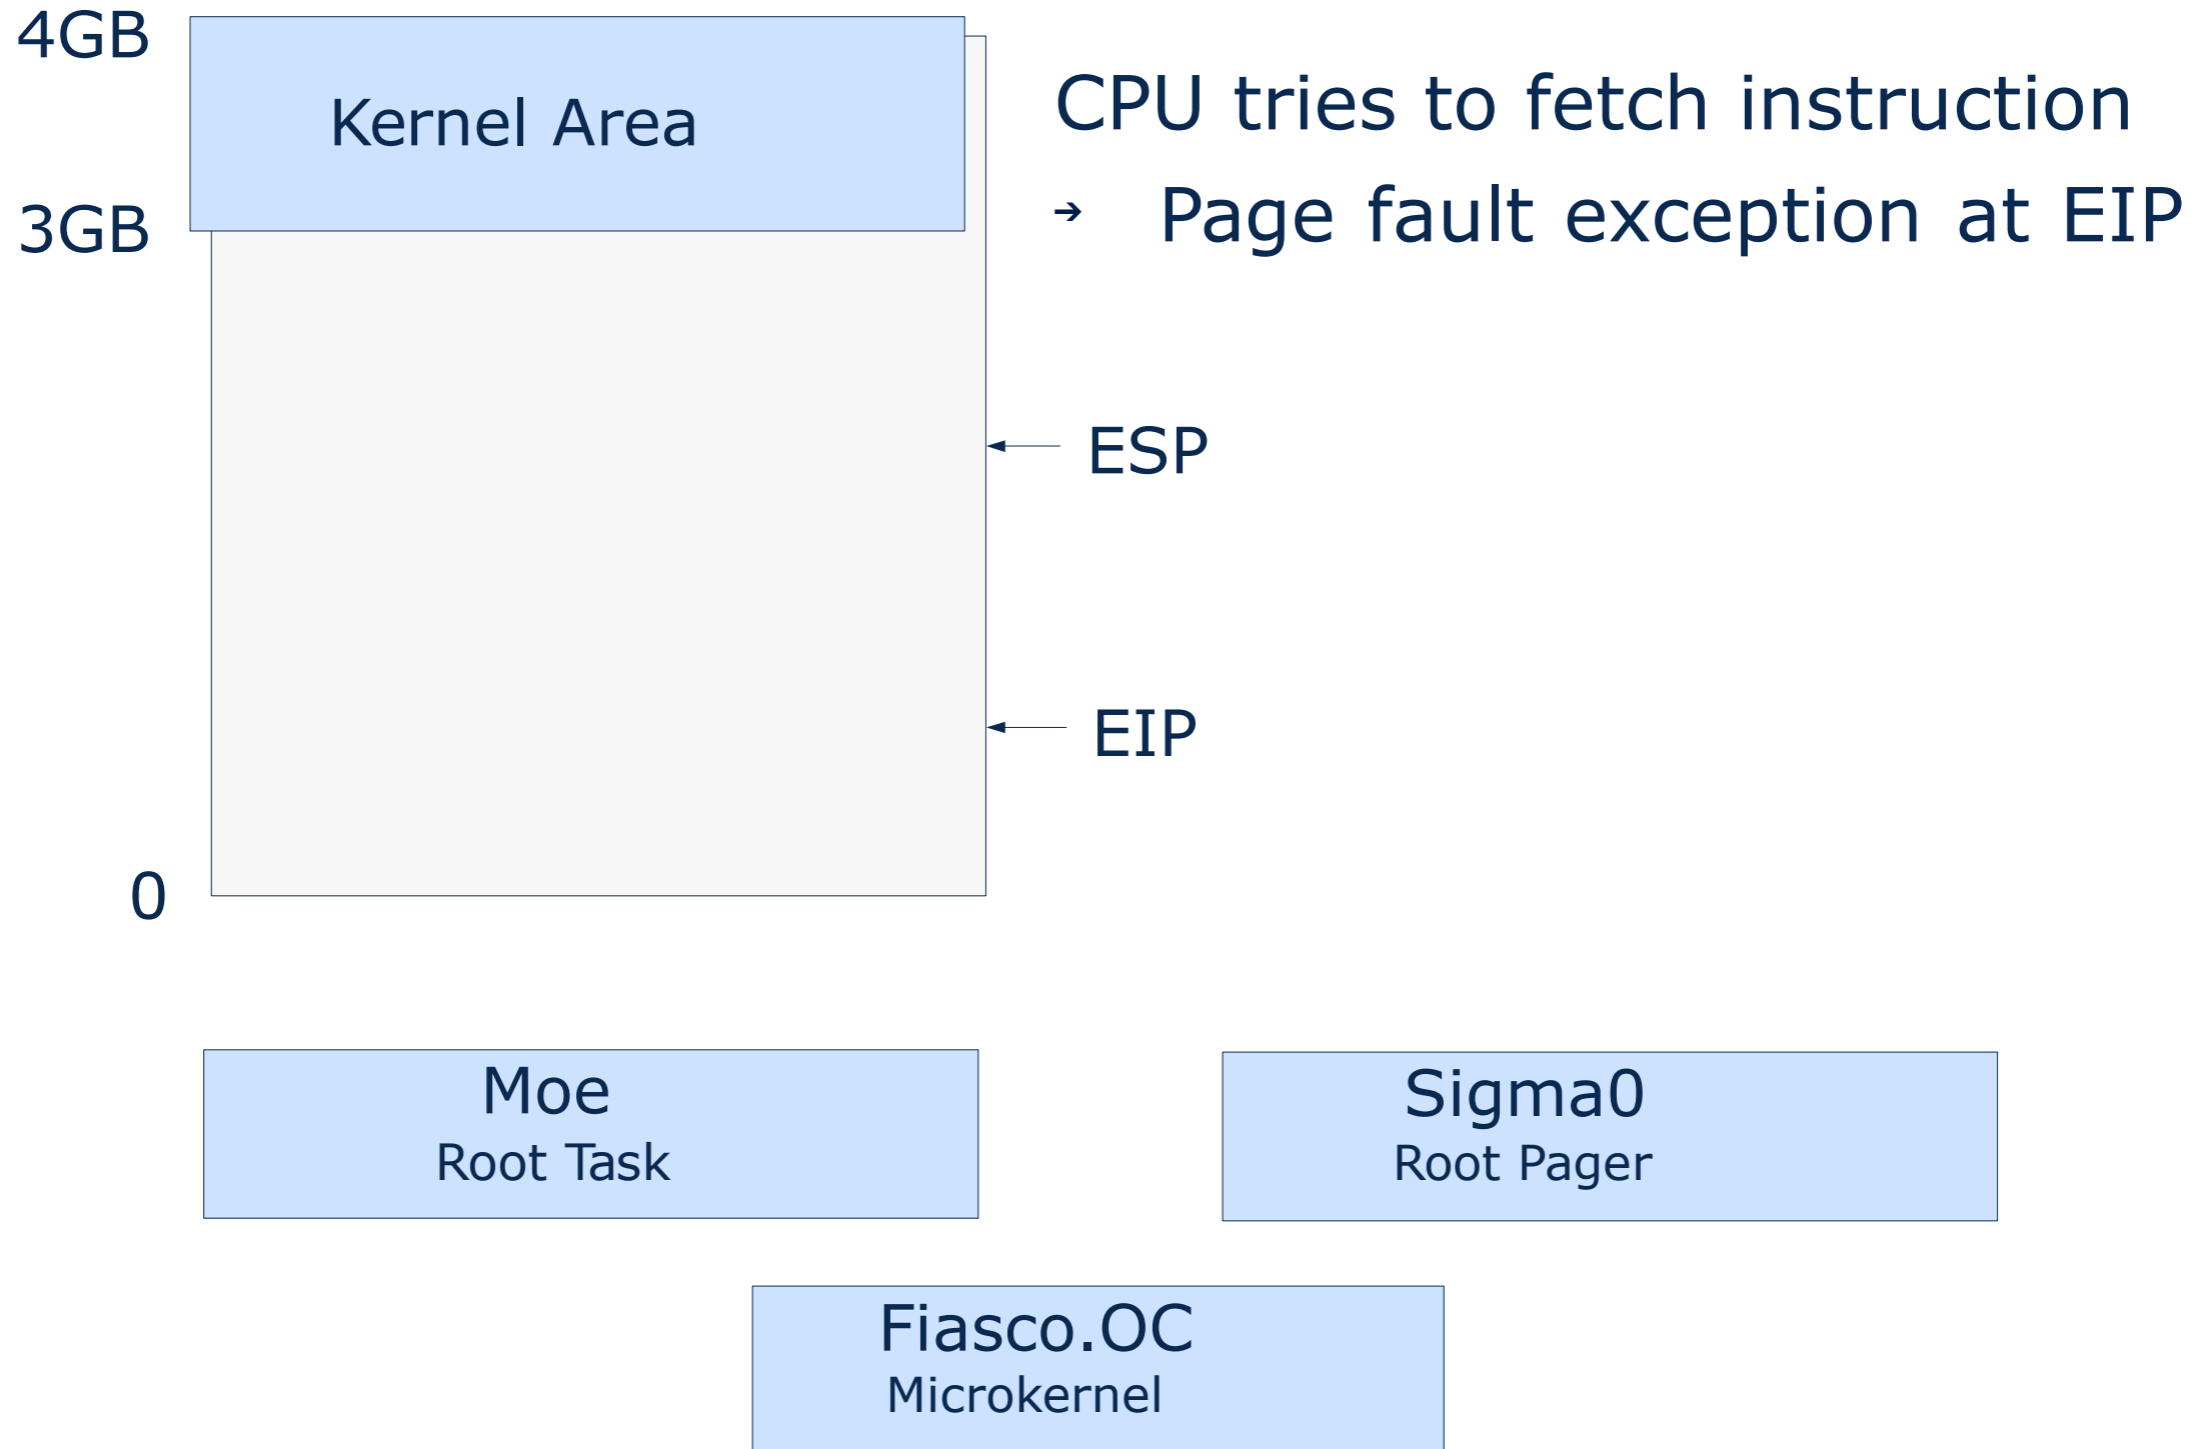 4GB
Kernel Area
3GB
CPU tries to fetch instruction
➔ Page fault exception at EIP
ESP
EIP
0
Moe
Root Task
Sigma0
Root Pager
Fiasco.OC
Microkernel